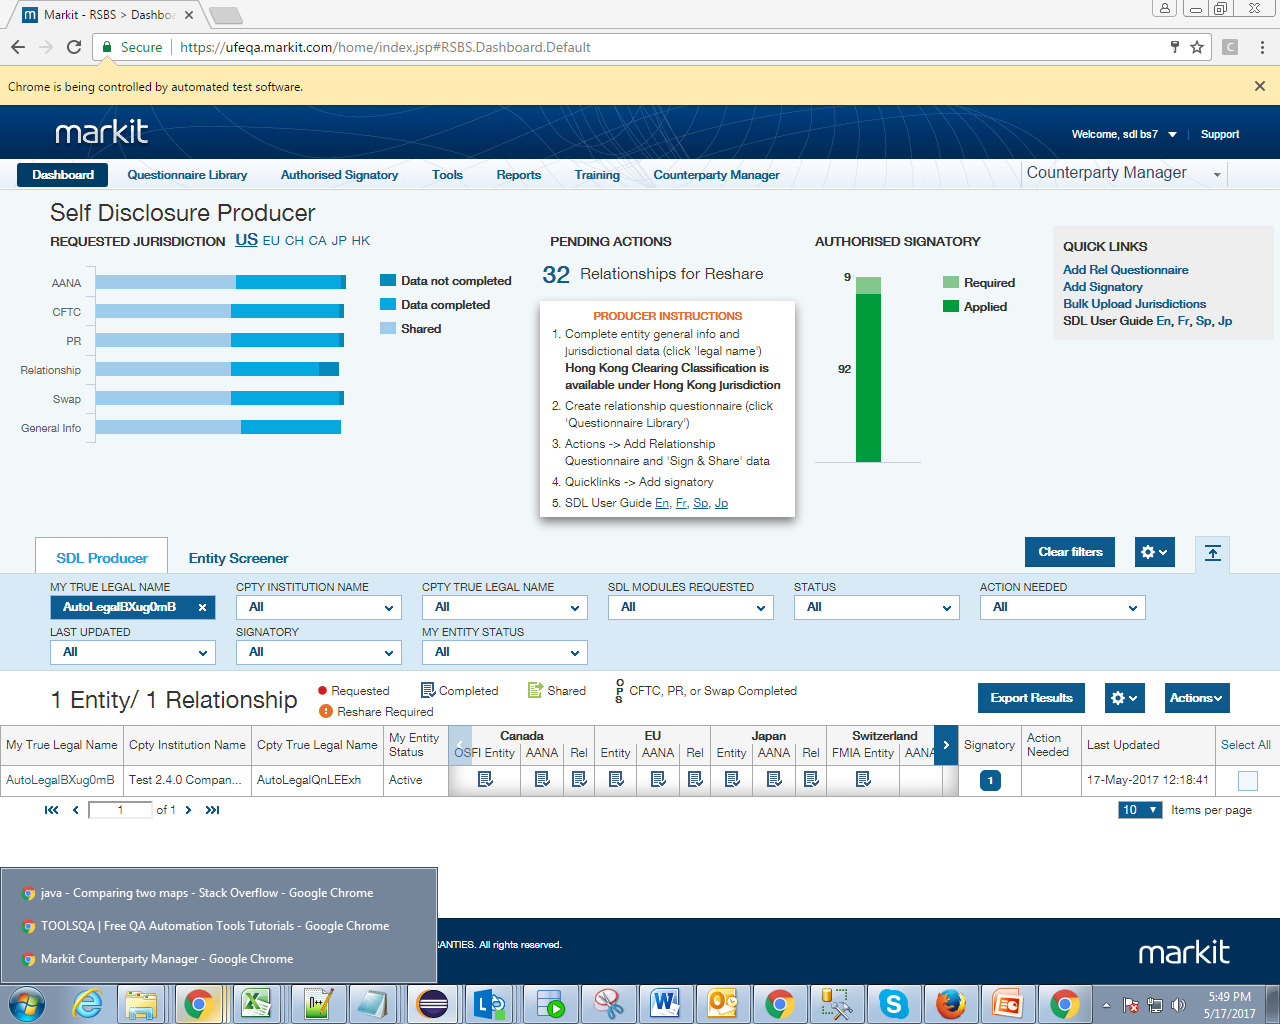 Markit - RSBS > Dashboa
Secure
https://ufeqa.markit.com/home/index.jsp#RSBS.Dashboard.Default
Chrome is being controlled by automated test software.
markit
Welcome, sdl bs7
Support
Dashboard
Questionnaire Library
Authorised Signatory
Tools
Reports
Training
Counterparty Manager
Counterparty Manager
Self Disclosure Producer
REQUESTED JURISDICTION US EU CH CA JP HK
AANA
CFTC
PR
Relationship
Swap
General Info
Data not completed
Data completed
Shared
PENDING ACTIONS
32 Relationships for Reshare
PRODUCER INSTRUCTIONS
1. Complete entity general info and
jurisdictional data (click 'legal name')
Hong Kong Clearing Classification is
available under Hong Kong Jurisdiction
2. Create relationship questionnaire (click
'Questionnaire Library')
3. Actions -> Add Relationship
Questionnaire and 'Sign & Share' data
4. Quicklinks -> Add signatory
5. SDL User Guide En, Fr, Sp, Jp
AUTHORISED SIGNATORY
9
92
Required
Applied
QUICK LINKS
Add Rel Questionnaire
Add Signatory
Bulk Upload Jurisdictions
SDL User Guide En, Fr, Sp, Jp
SDL Producer
Entity Screener
Clear filters
MY TRUE LEGAL NAME
AutoLegalBXug0mB
CPTY INSTITUTION NAME
All
CPTY TRUE LEGAL NAME
All
SDL MODULES REQUESTED
All
STATUS
All
ACTION NEEDED
All
LAST UPDATED
All
SIGNATORY
All
MY ENTITY STATUS
All
1 Entity/ 1 Relationship
Requested
Completed
Shared
OPS CFTC, PR, or Swap Completed
Reshare Required
Export Results
Actions
My True Legal Name
Cpty Institution Name
Cpty True Legal Name
My Entity
Status
Canada
EU
Japan
Switzerland
OSFI Entity AANA Rel Entity AANA Rel Entity AANA Rel FMIA Entity AANA
Signatory
Action
Needed
Last Updated
Select All
AutoLegalBXug0mB Test 2.4.0 Compan... AutoLegalQnLEExh Active 1 17-May-2017 12:18:41
1 of 1
10 Items per page
java - Comparing two maps - Stack Overflow - Google Chrome
TOOLSQA | Free QA Automation Tools Tutorials - Google Chrome
Markit Counterparty Manager - Google Chrome
ANTIES. All rights reserved.
markit
5:49 PM
5/17/2017